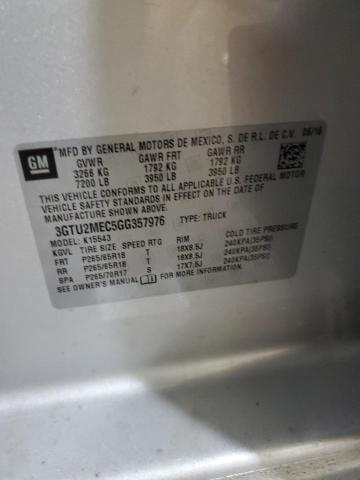 GM
MFD BY GENERAL MOTORS DE MEXICO, S. DE R.L. DE C.V. 05/16
GVWR GAWR FRT GAWR RR
3266 KG 1792 KG 1792 KG
7200 LB 3950 LB 3950 LB
THIS VEHICLE CONFORMS TO ALL APPLICABLE U.S. FEDERAL MOTOR
VEHICLE SAFETY STANDARDS IN EFFECT ON THE DATE OF
MANUFACTURE SHOWN ABOVE.
3GTU2MEC5GG357976 TYPE: TRUCK
MODEL: K15543
KGVL TIRE SIZE SPEED RTG RIM COLD TIRE PRESSURE
FRT P265/65R18 T 18X8.5J 240KPA(35PSI)
RR P265/65R18 T 18X8.5J 240KPA(35PSI)
SPA P265/70R17 S 17X7.5J 240KPA(35PSI)
SEE OWNER'S MANUAL FOR MORE INFORMATION.